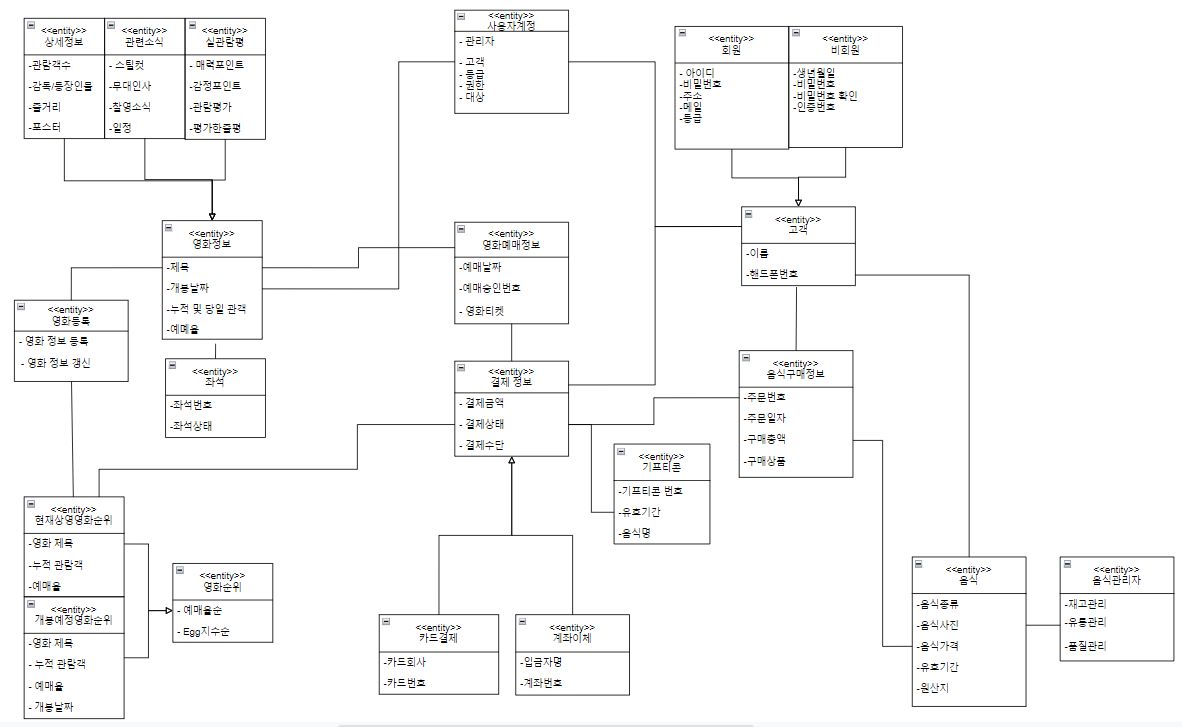 <<entity>>
상세정보
-관람객수
-감독/등장인물
-줄거리
-포스터
<<entity>>
관련소식
- 스틸컷
-무대인사
-촬영소식
-일정
<<entity>>
실관람평
- 매력포인트
-감정포인트
-관람평가
-평가한줄평
<<entity>>
사용자계정
- 관리자
- 고객
- 등급
- 권한
- 대상
<<entity>>
회원
- 아이디
-비밀번호
-주소
-메일
-등급
<<entity>>
비회원
-생년월일
-비밀번호
-비밀번호 확인
-인증번호
<<entity>>
영화정보
-제목
-개봉날짜
-누적 및 당일 관객
-예매율
<<entity>>
영화예매정보
-예매날짜
-예매승인번호
- 영화티켓
<<entity>>
고객
-이름
-핸드폰번호
<<entity>>
영화등록
- 영화 정보 등록
- 영화 정보 갱신
<<entity>>
좌석
-좌석번호
-좌석상태
<<entity>>
결제 정보
- 결제금액
- 결제상태
- 결제수단
<<entity>>
음식구매정보
-주문번호
-주문일자
-구매총액
-구매상품
<<entity>>
기프티콘
-기프티콘 번호
-유효기간
-음식명
<<entity>>
현재상영영화순위
-영화 제목
-누적 관람객
-예매율
<<entity>>
개봉예정영화순위
-영화 제목
- 누적 관람객
- 예매율
- 개봉날짜
<<entity>>
영화순위
- 예매율순
- Egg지수순
<<entity>>
카드결제
-카드회사
-카드번호
<<entity>>
계좌이체
-입금자명
-계좌번호
<<entity>>
음식
-음식종류
-음식사진
-음식가격
-유효기간
-원산지
<<entity>>
음식관리자
-재고관리
-유통관리
-품질관리